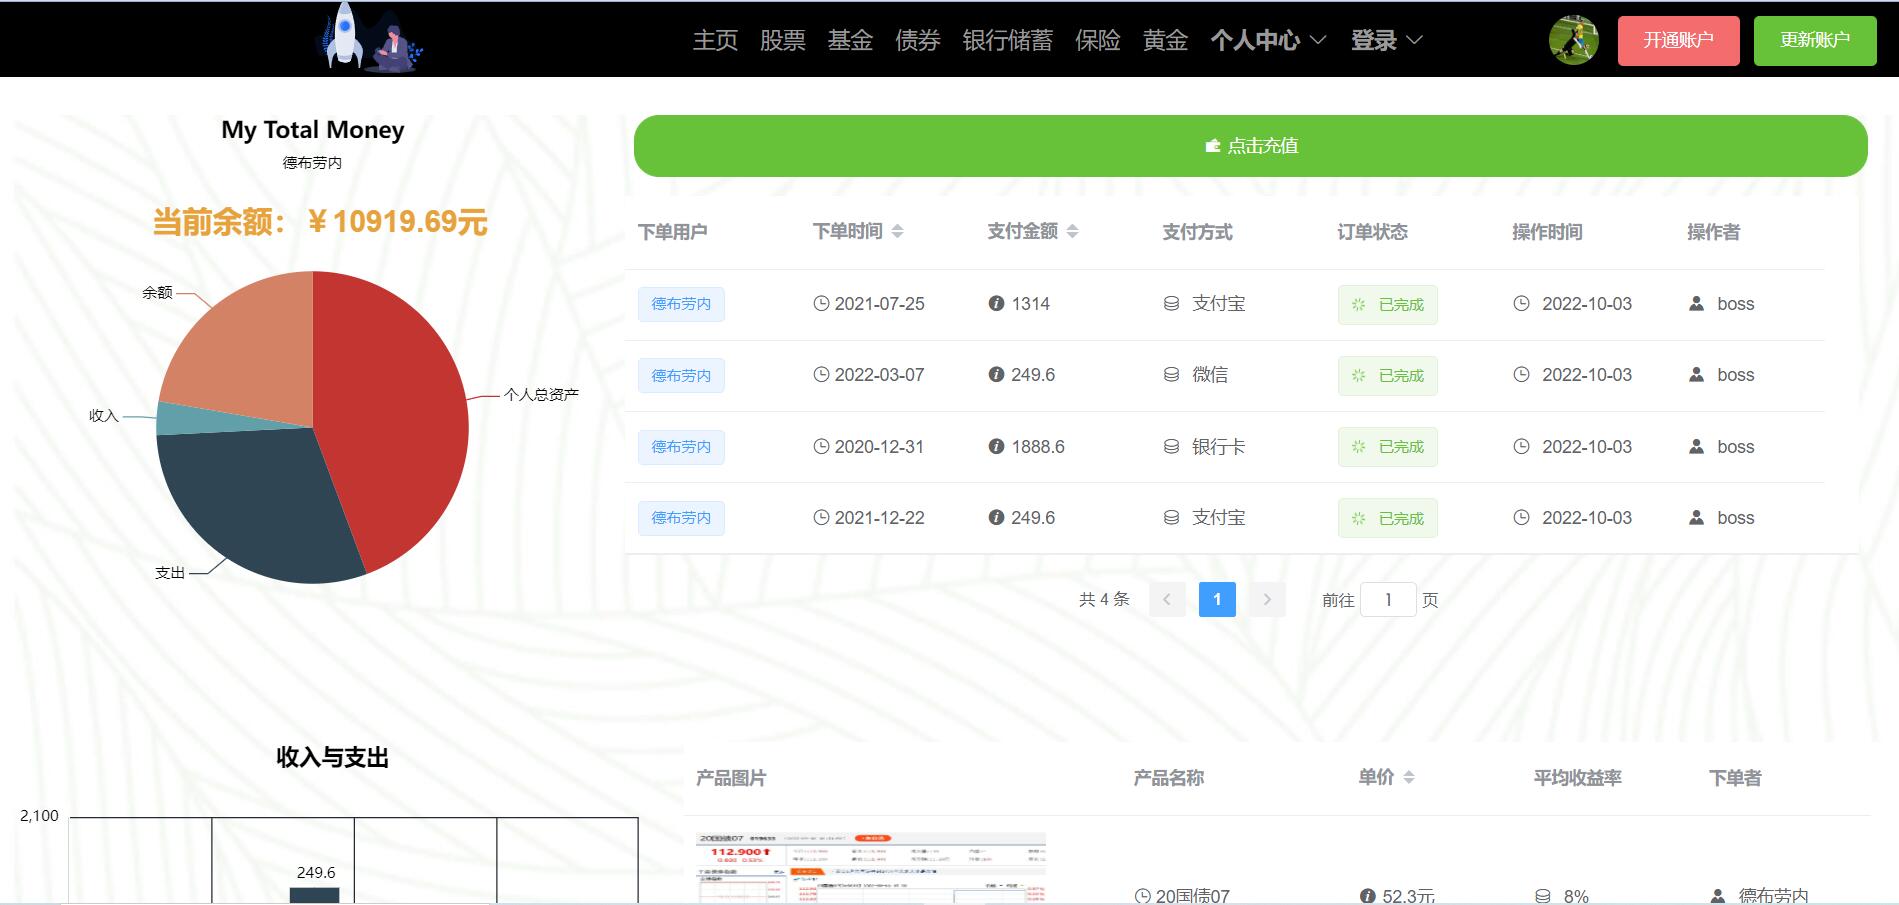 主页 股票 基金 债券 银行储蓄 保险 黄金 个人中心 登录 开通账户 更新账户
My Total Money
德布劳内
当前余额：￥10919.69元
余额
个人总资产
收入
支出
点击充值
下单用户 下单时间 支付金额 支付方式 订单状态 操作时间 操作者
德布劳内 2021-07-25 1314 支付宝 已完成 2022-10-03 boss
德布劳内 2022-03-07 249.6 微信 已完成 2022-10-03 boss
德布劳内 2020-12-31 1888.6 银行卡 已完成 2022-10-03 boss
德布劳内 2021-12-22 249.6 支付宝 已完成 2022-10-03 boss
共 4 条 1 前往 1 页
收入与支出
2,100
249.6
产品图片 产品名称 单价 平均收益率 下单者
20国债07
112.900
20国债07 52.3元 8% 德布劳内